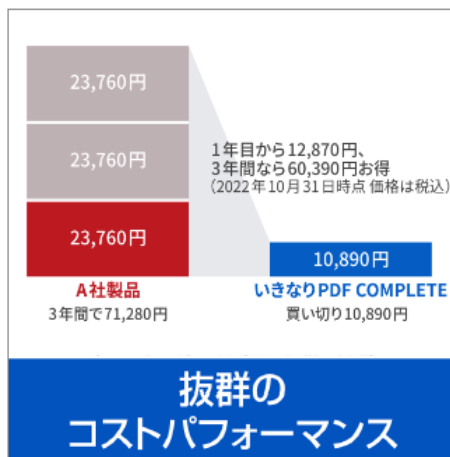 23,760円
23,760円
23,760円
1年目から12,870円、
3年間なら60,390円お得
(2022年10月31日時点 価格は税込)
10,890円
A社製品
3年間で71,280円
いきなりPDF COMPLETE
買い切り10,890円
抜群の
コストパフォーマンス